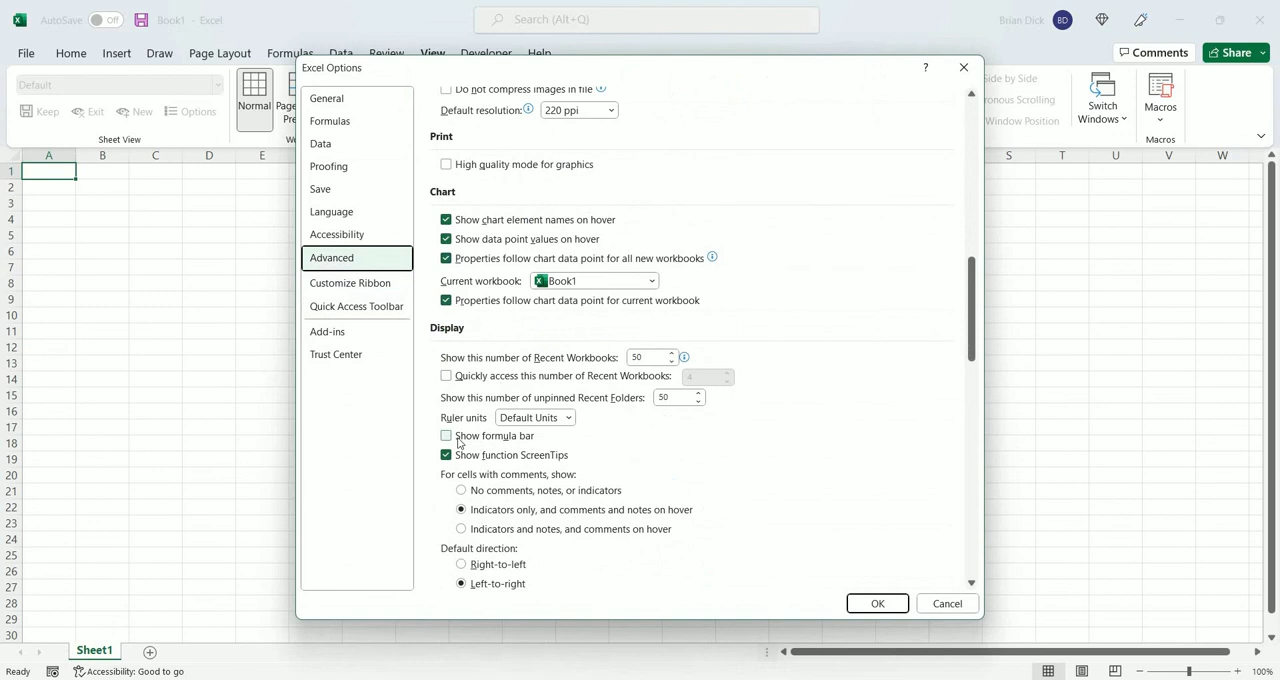 AutoSave Off Book1 - Excel
Search (Alt+Q)
Brian Dick BD
File Home Insert Draw Page Layout Formulas Data Review View Developer Help
Comments Share
Default
Keep Exit New Options
Sheet View
Normal
Side by Side
Window Position
Switch Windows
Macros
Macros
Excel Options
?
General
Formulas
Data
Proofing
Save
Language
Accessibility
Advanced
Customize Ribbon
Quick Access Toolbar
Add-ins
Trust Center
Do not compress images in file
Default resolution: 220 ppi
Print
High quality mode for graphics
Chart
Show chart element names on hover
Show data point values on hover
Properties follow chart data point for all new workbooks
Current workbook: Book1
Properties follow chart data point for current workbook
Display
Show this number of Recent Workbooks: 50
Quickly access this number of Recent Workbooks: 4
Show this number of unpinned Recent Folders: 50
Ruler units Default Units
Show formula bar
Show function ScreenTips
For cells with comments, show:
No comments, notes, or indicators
Indicators only, and comments and notes on hover
Indicators and notes, and comments on hover
Default direction:
Right-to-left
Left-to-right
OK Cancel
A B C D E S T U V W
1
2
3
4
5
6
7
8
9
10
11
12
13
14
15
16
17
18
19
20
21
22
23
24
25
26
27
28
29
30
Sheet1
Ready Accessibility: Good to go 100%